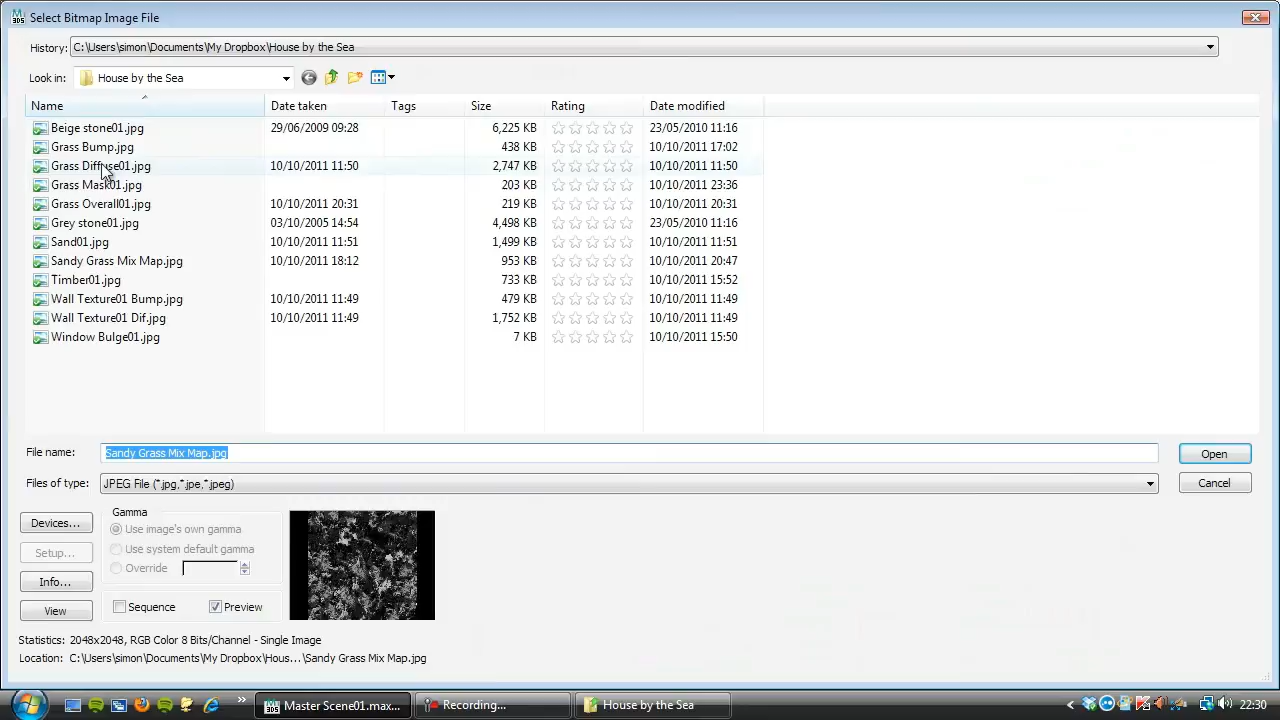 Select Bitmap Image File
History: C:\Users\simon\Documents\My Dropbox\House by the Sea
Look in: House by the Sea
Name Date taken Tags Size Rating Date modified
Beige stone01.jpg 29/06/2009 09:28 6,225 KB 23/05/2010 11:16
Grass Bump.jpg 438 KB 10/10/2011 17:02
Grass Diffuse01.jpg 10/10/2011 11:50 2,747 KB 10/10/2011 11:50
Grass Mask01.jpg 203 KB 10/10/2011 23:36
Grass Overall01.jpg 10/10/2011 20:31 219 KB 10/10/2011 20:31
Grey stone01.jpg 03/10/2005 14:54 4,498 KB 23/05/2010 11:16
Sand01.jpg 10/10/2011 11:51 1,499 KB 10/10/2011 11:51
Sandy Grass Mix Map.jpg 10/10/2011 18:12 953 KB 10/10/2011 20:47
Timber01.jpg 733 KB 10/10/2011 15:52
Wall Texture01 Bump.jpg 10/10/2011 11:49 479 KB 10/10/2011 11:49
Wall Texture01 Dif.jpg 10/10/2011 11:49 1,752 KB 10/10/2011 11:49
Window Bulge01.jpg 7 KB 10/10/2011 15:50
File name: Sandy Grass Mix Map.jpg Open
Files of type: JPEG File (*.jpg,*.jpe,*.jpeg) Cancel
Devices...
Setup...
Info...
View
Gamma
Use image's own gamma
Use system default gamma
Override
Sequence Preview
Statistics: 2048x2048, RGB Color 8 Bits/Channel - Single Image
Location: C:\Users\simon\Documents\My Dropbox\Hous...\Sandy Grass Mix Map.jpg
Master Scene01.max... Recording... House by the Sea 22:30